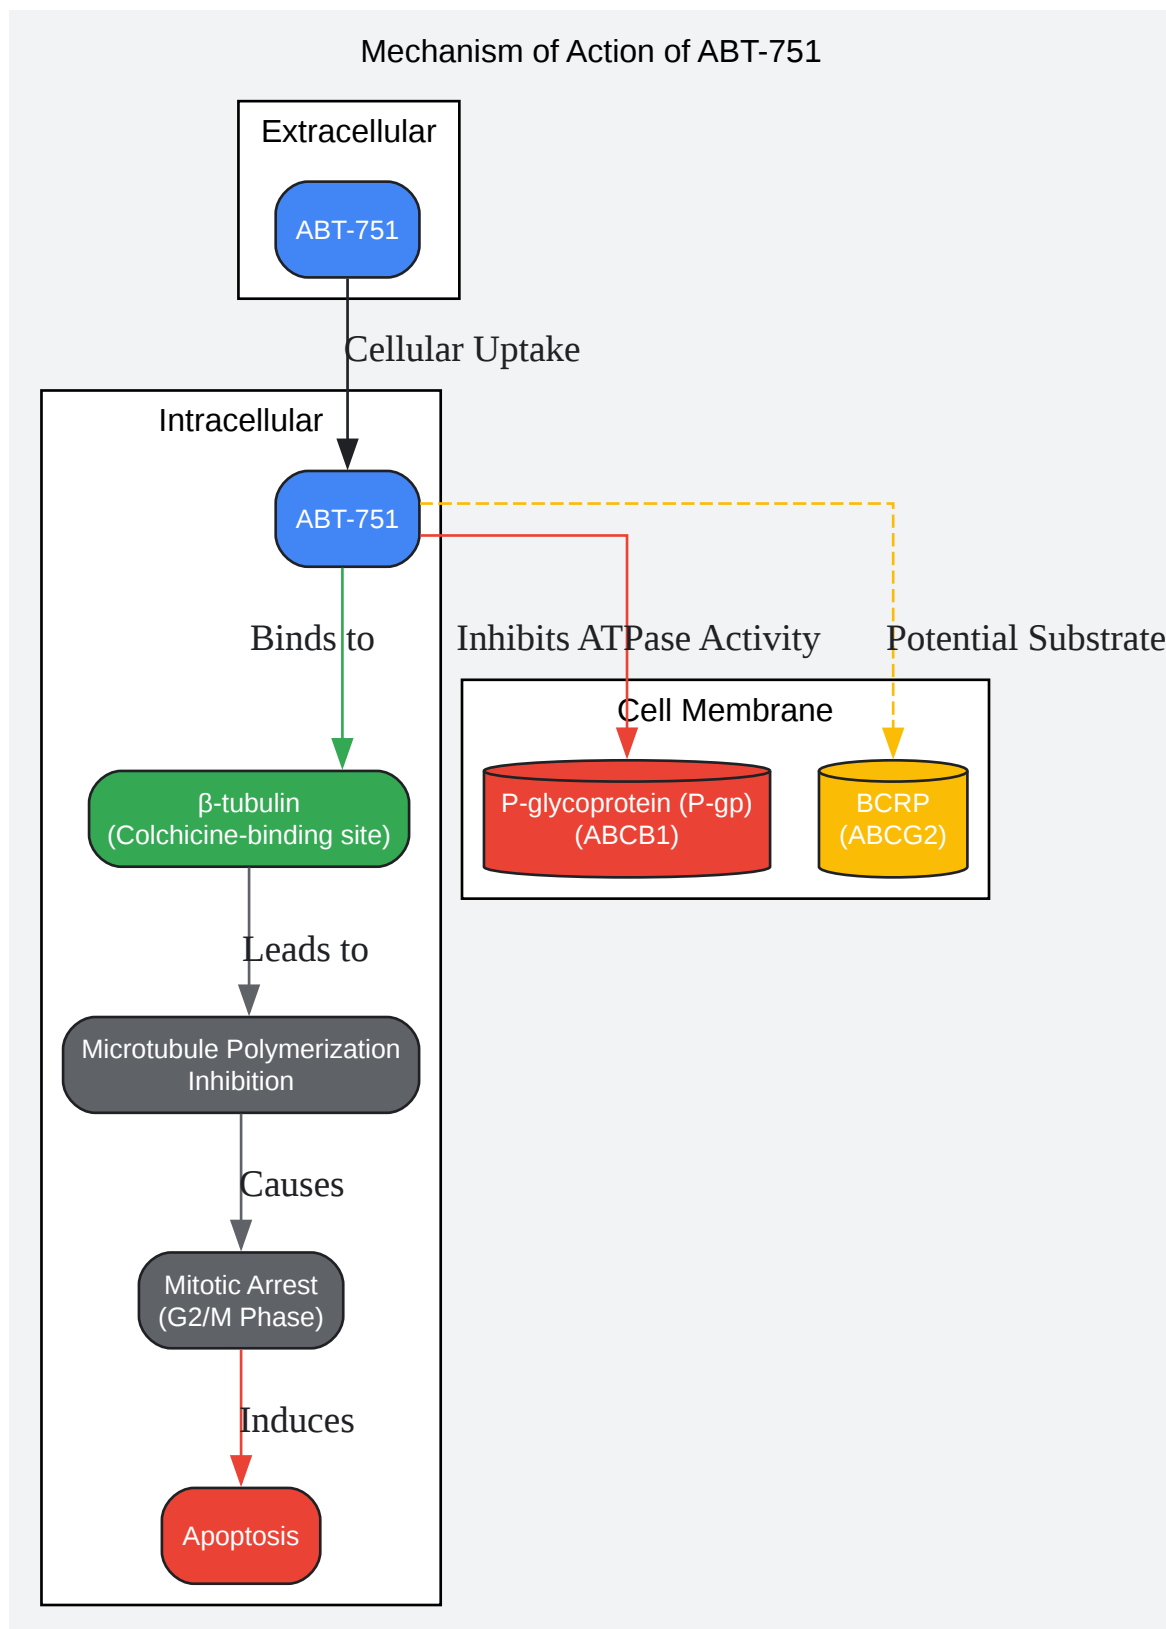 Mechanism of Action of ABT-751
Extracellular
ABT-751
Cellular Uptake
Intracellular
ABT-751
Binds to
Inhibits ATPase Activity
Potential Substrate
Cell Membrane
β-tubulin
(Colchicine-binding site)
P-glycoprotein (P-gp)
(ABCB1)
BCRP
(ABCG2)
Leads to
Microtubule Polymerization
Inhibition
Causes
Mitotic Arrest
(G2/M Phase)
Induces
Apoptosis